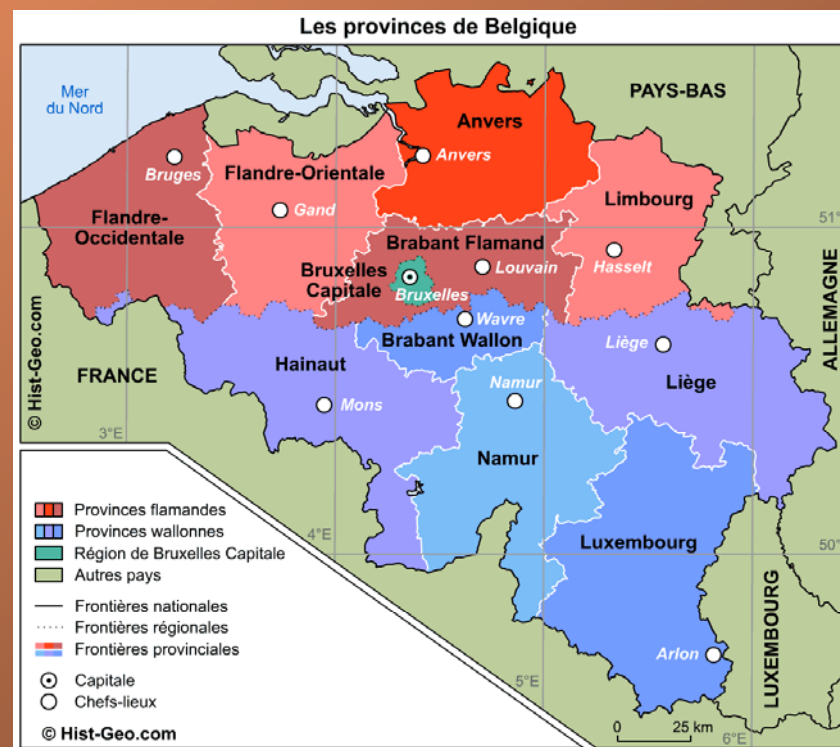 Les provinces de Belgique
Mer
du Nord
PAYS-BAS
Anvers
Anvers
Bruges
Flandre-Orientale
Gand
Limbourg
Flandre-
Occidentale
51°
Brabant Flamand
Louvain
Hasselt
Bruxelles
Capitale
Bruxelles
Wavre
Brabant Wallon
Liège
Liège
ALLEMAGNE
© Hist-Geo.com
FRANCE
Hainaut
Mons
Namur
Namur
3°E
4°E
50°
Luxembourg
LUXEMBOURG
Arlon
5°E
6°E
0 25 km
Provinces flamandes
Provinces wallonnes
Région de Bruxelles Capitale
Autres pays
Frontières nationales
Frontières régionales
Frontières provinciales
Capitale
Chefs-lieux
© Hist-Geo.com